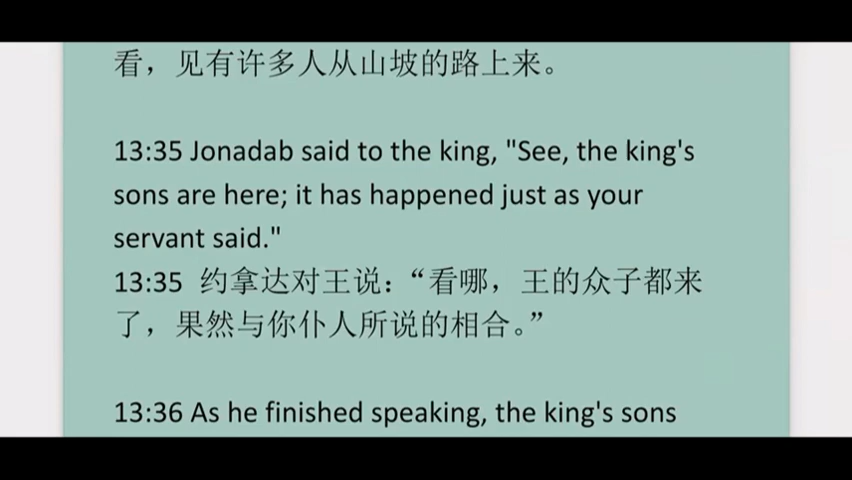 看，见有许多人从山坡的路上来。
13:35 Jonadab said to the king, "See, the king's
sons are here; it has happened just as your
servant said."
13:35 约拿达对王说：“看哪，王的众子都来
了，果然与你仆人所说的相合。”
13:36 As he finished speaking, the king's sons